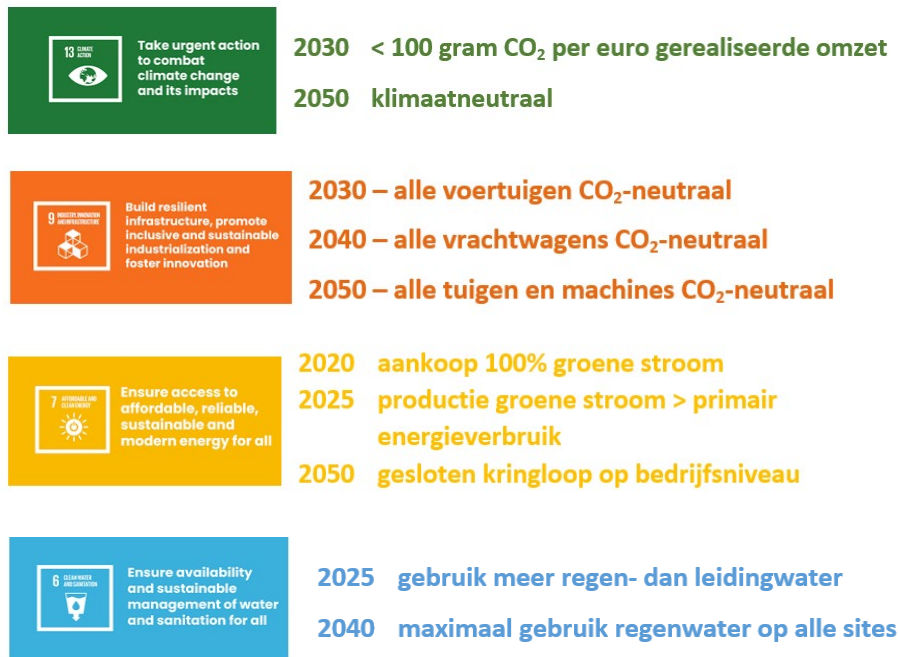 13 CLIMATE
ACTION
Take urgent action
to combat
climate change
and its impacts
2030 < 100 gram CO₂ per euro gerealiseerde omzet
2050 klimaatneutraal
9 INDUSTRY, INNOVATION
AND INFRASTRUCTURE
Build resilient
infrastructure, promote
inclusive and sustainable
industrialization and
foster innovation
2030 – alle voertuigen CO₂-neutraal
2040 – alle vrachtwagens CO₂-neutraal
2050 – alle tuigen en machines CO₂-neutraal
7 AFFORDABLE AND
CLEAN ENERGY
Ensure access to
affordable, reliable,
sustainable and
modern energy for all
2020 aankoop 100% groene stroom
2025 productie groene stroom > primair
energieverbruik
2050 gesloten kringloop op bedrijfsniveau
6 CLEAN WATER
AND SANITATION
Ensure availability
and sustainable
management of water
and sanitation for all
2025 gebruik meer regen- dan leidingwater
2040 maximaal gebruik regenwater op alle sites